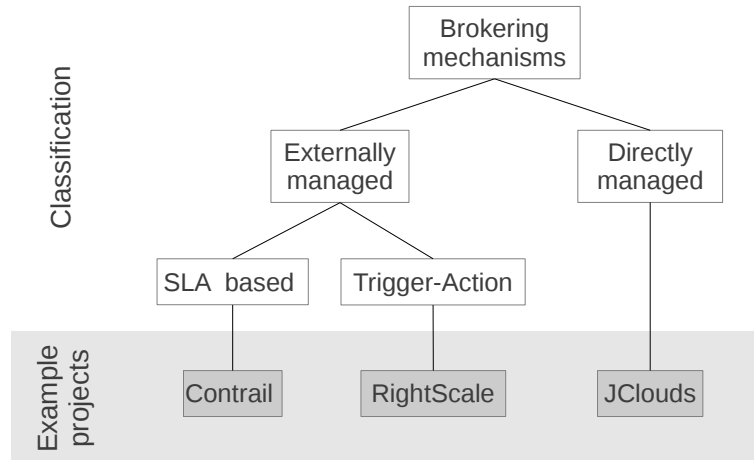 Brokering
mechanisms
Classification
Externally
managed
Directly
managed
SLA based
Trigger-Action
Example
projects
Contrail
RightScale
JClouds